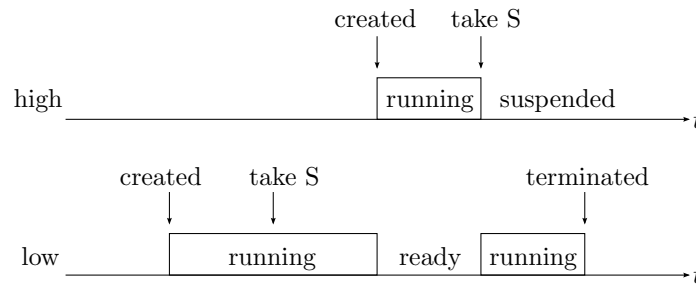 created take S
high running suspended
t
created take S terminated
low running ready running
t